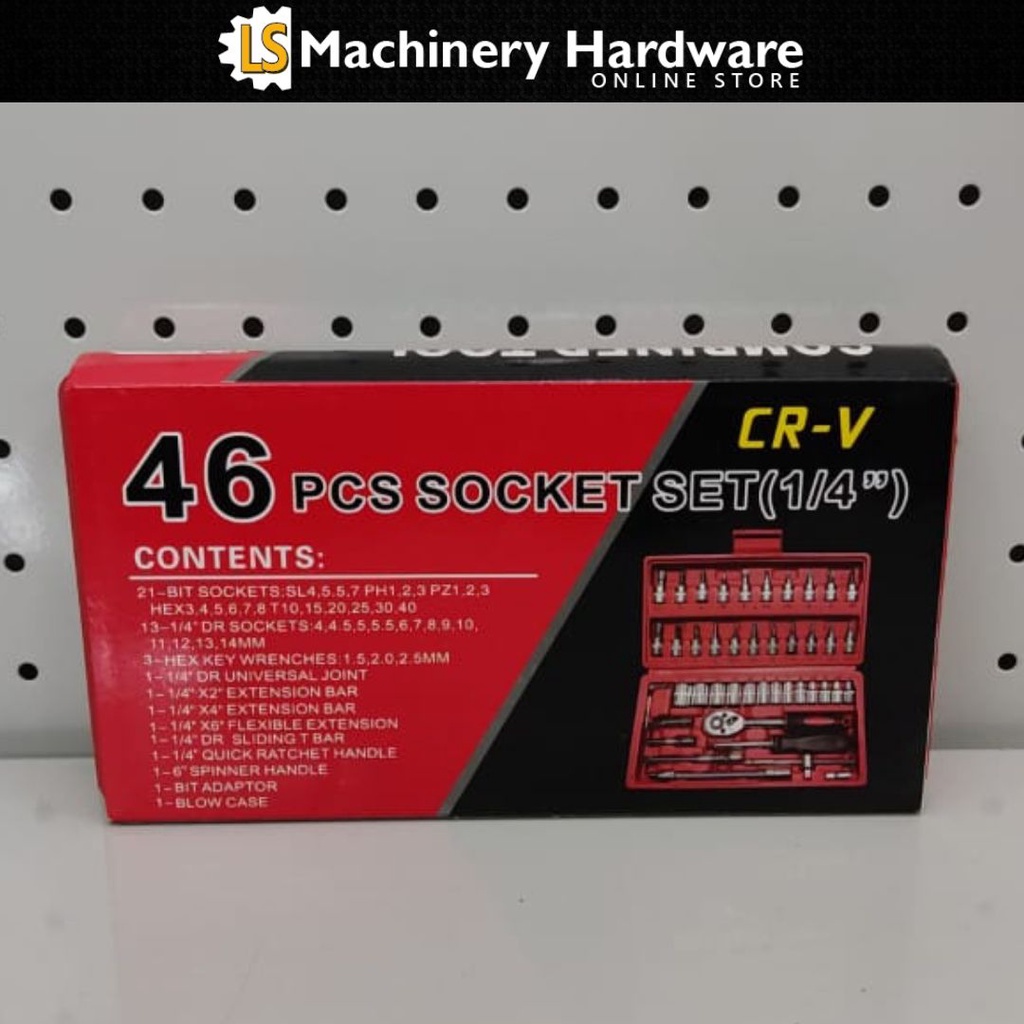 LS Machinery Hardware
ONLINE STORE
COMBINED TOOL
CR-V
46 PCS SOCKET SET(1/4")
CONTENTS:
21-BIT SOCKETS:SL4,5.5,7 PH1,2,3 PZ1,2,3
HEX3,4,5,6,7,8 T10,15,20,25,30,40
13-1/4" DR SOCKETS:4,4.5,5,5.5,6,7,8,9,10,
11,12,13,14MM
3-HEX KEY WRENCHES:1.5,2.0,2.5MM
1-1/4" DR UNIVERSAL JOINT
1-1/4" X2" EXTENSION BAR
1-1/4" X4" EXTENSION BAR
1-1/4" X6" FLEXIBLE EXTENSION
1-1/4" DR SLIDING T BAR
1-1/4" QUICK RATCHET HANDLE
1-6" SPINNER HANDLE
1-BIT ADAPTOR
1-BLOW CASE